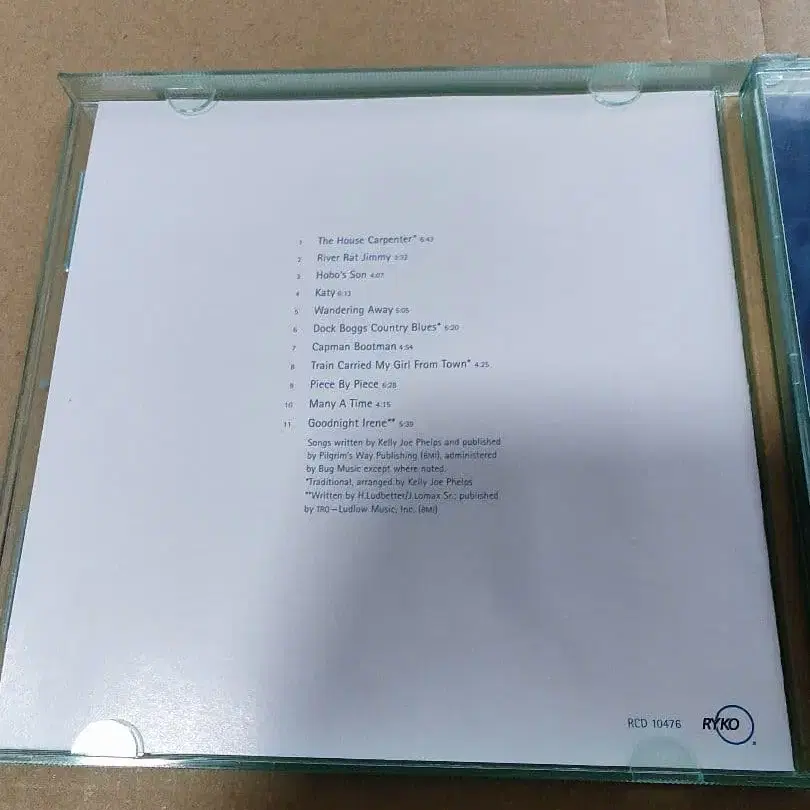 1 The House Carpenter* 5:43
2 River Rat Jimmy 5:32
3 Hobo's Son 4:07
4 Katy 6:13
5 Wandering Away 5:05
6 Dock Boggs Country Blues* 5:20
7 Capman Bootman 4:54
8 Train Carried My Girl From Town* 4:25
9 Piece By Piece 6:28
10 Many A Time 4:15
11 Goodnight Irene** 5:39
Songs written by Kelly Joe Phelps and published
by Pilgrim's Way Publishing (BMI), administered
by Bug Music except where noted.
*Traditional, arranged by Kelly Joe Phelps
**Written by H.Ledbetter/J.Lomax Sr.; published
by TRO—Ludlow Music, Inc. (BMI)
RCD 10476 RYKO